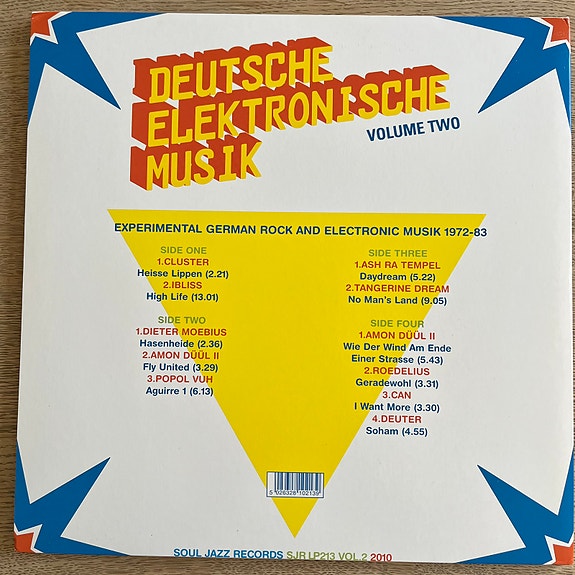 DEUTSCHE
ELEKTRONISCHE
MUSIK
VOLUME TWO
EXPERIMENTAL GERMAN ROCK AND ELECTRONIC MUSIK 1972-83
SIDE ONE
1.CLUSTER
Heisse Lippen (2.21)
2.IBLISS
High Life (13.01)
SIDE TWO
1.DIETER MOEBIUS
Hasenheide (2.36)
2.AMON DÜÜL II
Fly United (3.29)
3.POPOL VUH
Aguirre 1 (6.13)
SIDE THREE
1.ASH RA TEMPEL
Daydream (5.22)
2.TANGERINE DREAM
No Man's Land (9.05)
SIDE FOUR
1.AMON DÜÜL II
Wie Der Wind Am Ende
Einer Strasse (5.43)
2.ROEDELIUS
Geradewohl (3.31)
3.CAN
I Want More (3.30)
4.DEUTER
Soham (4.55)
5 026328 102139
SOUL JAZZ RECORDS SJR LP213 VOL.2 2010